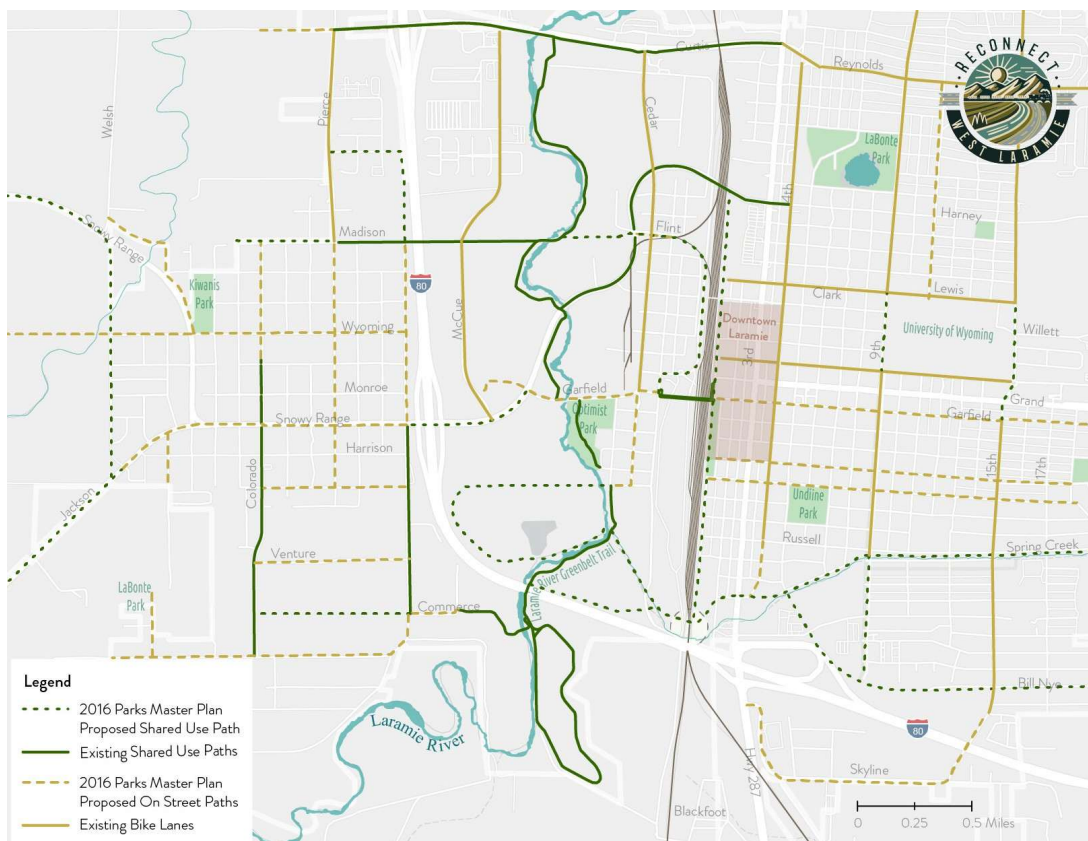 RECONNECT
WEST LARAMIE
Curtis
Reynolds
Welsh
Pierce
Cedar
LaBonte
Park
4th
Harney
Snowy Range
Madison
Flint
Kiwanis
Park
80
McCue
Clark
Lewis
Wyoming
Downtown
Laramie
3rd
9th
University of Wyoming
Willett
Monroe
Garfield
Grand
Garfield
Optimist
Park
Snowy Range
Harrison
15th
17th
Colorado
Jackson
Undine
Park
Russell
Spring Creek
Venture
Laramie River Greenbelt Trail
LaBonte
Park
Commerce
Bill Nye
Laramie River
80
Hwy 287
Skyline
Blackfoot
0 0.25 0.5 Miles
Legend
2016 Parks Master Plan
Proposed Shared Use Path
Existing Shared Use Paths
2016 Parks Master Plan
Proposed On Street Paths
Existing Bike Lanes